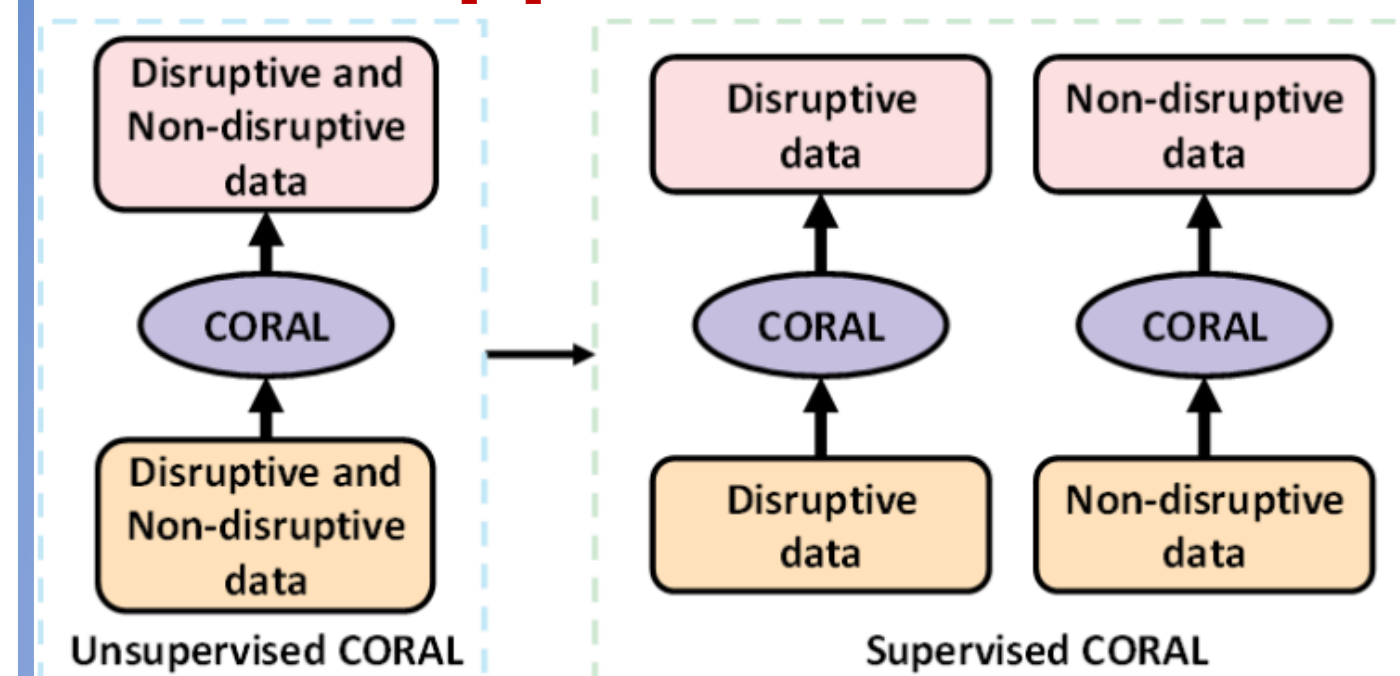 Disruptive and
Non-disruptive
data
CORAL
Disruptive and
Non-disruptive
data
Unsupervised CORAL
Disruptive
data
CORAL
Disruptive
data
Non-disruptive
data
CORAL
Non-disruptive
data
Supervised CORAL